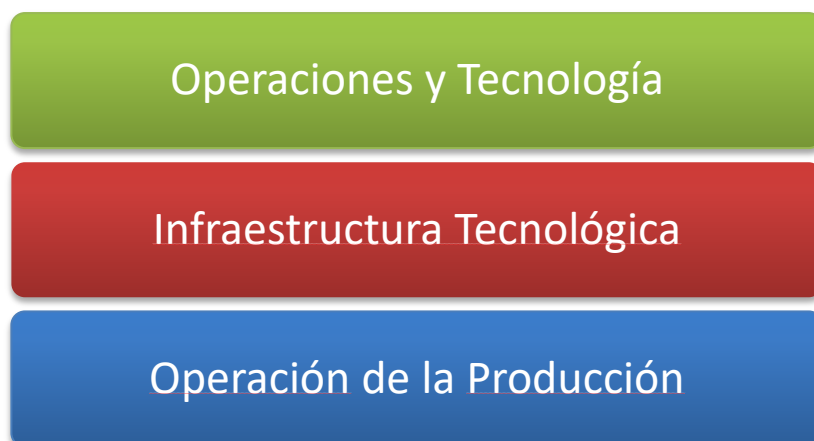 Operaciones y Tecnología
Infraestructura Tecnológica
Operación de la Producción